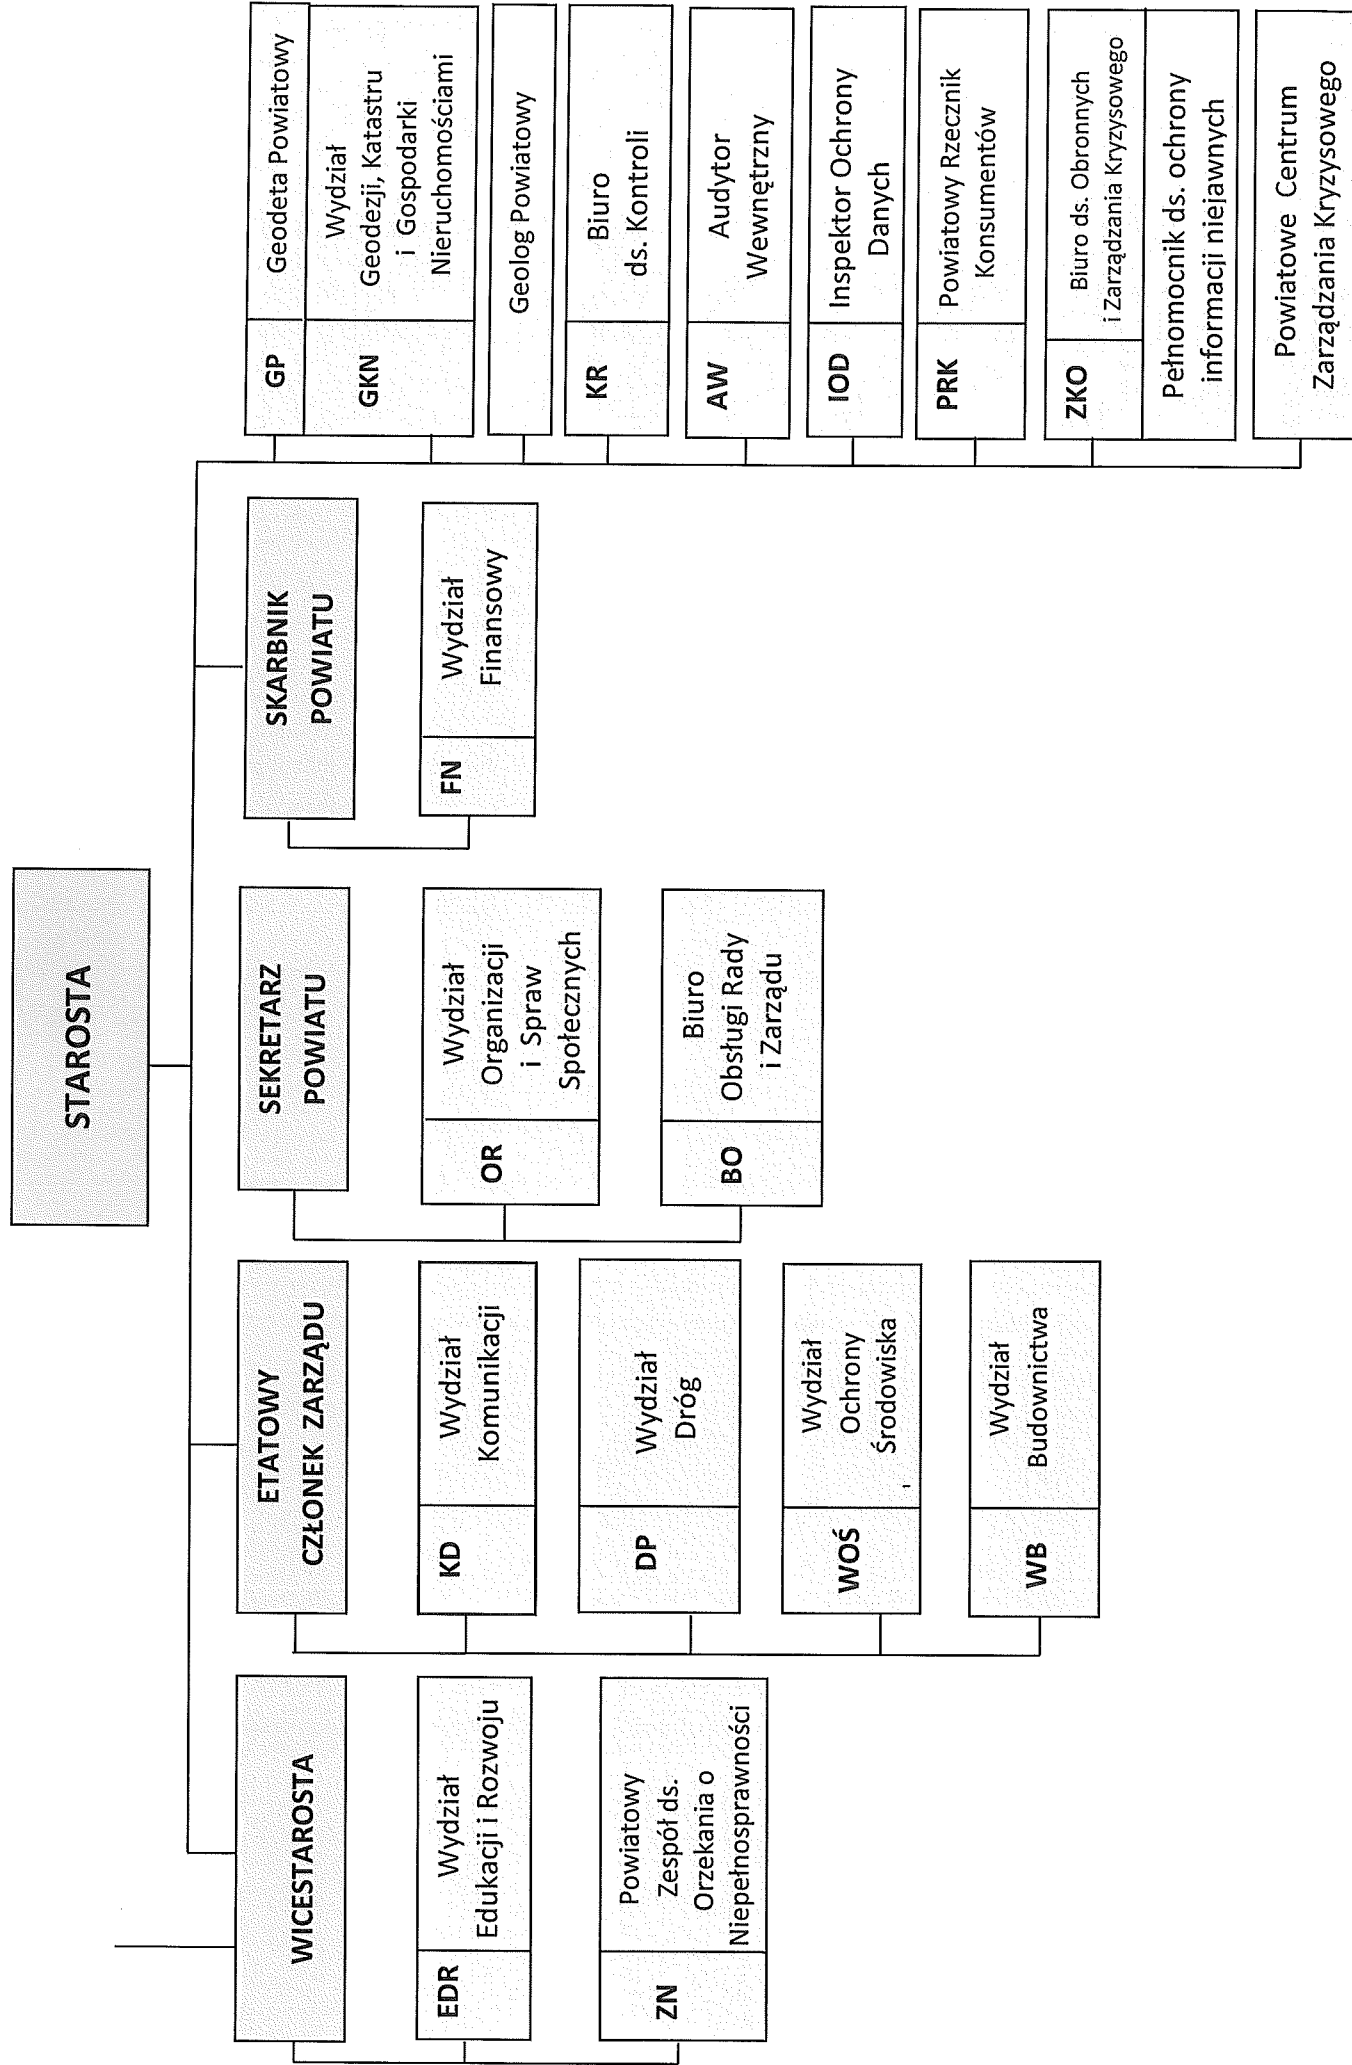 STAROSTA
WICESTAROSTA
EDR
Wydział
Edukacji i Rozwoju
ZN
Powiatowy
Zespół ds.
Orzekania o
Niepełnosprawności
ETATOWY
CZŁONEK ZARZĄDU
KD
Wydział
Komunikacji
DP
Wydział
Dróg
WOŚ
Wydział
Ochrony
Środowiska
WB
Wydział
Budownictwa
SEKRETARZ
POWIATU
OR
Wydział
Organizacji
i Spraw
Społecznych
BO
Biuro
Obsługi Rady
i Zarządu
SKARBNIK
POWIATU
FN
Wydział
Finansowy
GP
Geodeta Powiatowy
GKN
Wydział
Geodezji, Katastru
i Gospodarki
Nieruchomościami
Geolog Powiatowy
KR
Biuro
ds. Kontroli
AW
Audytor
Wewnętrzny
IOD
Inspektor Ochrony
Danych
PRK
Powiatowy Rzecznik
Konsumentów
ZKO
Biuro ds. Obronnych
i Zarządzania Kryzysowego
Pełnomocnik ds. ochrony
informacji niejawnych
Powiatowe Centrum
Zarządzania Kryzysowego